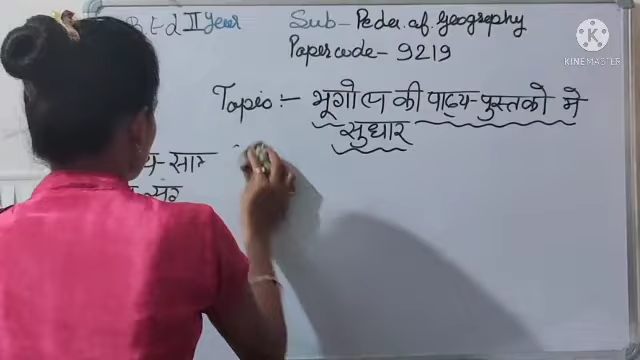 B.Ed II Year
Sub- Peda. of. Geography
Paper code- 9219
Topic :- भूगोल की पाठ्य-पुस्तको मे
सुधार
KINEMASTER